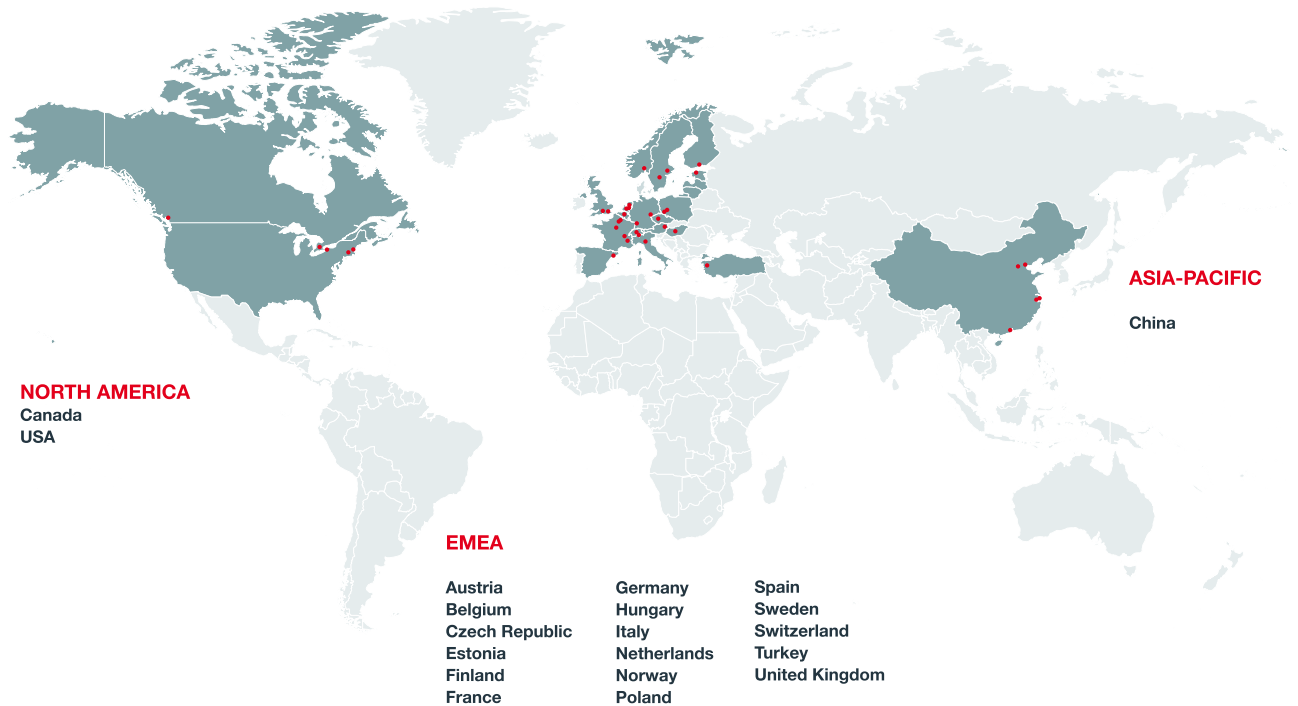 ASIA-PACIFIC
China
NORTH AMERICA
Canada
USA
EMEA
Austria
Belgium
Czech Republic
Estonia
Finland
France
Germany
Hungary
Italy
Netherlands
Norway
Poland
Spain
Sweden
Switzerland
Turkey
United Kingdom